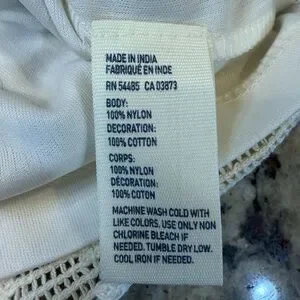 MADE IN INDIA
FABRIQUÉ EN INDE
RN 54485 CA 03873
BODY:
100% NYLON
DECORATION:
100% COTTON
CORPS:
100% NYLON
DÉCORATION:
100% COTON
MACHINE WASH COLD WITH
LIKE COLORS. USE ONLY NON
CHLORINE BLEACH IF
NEEDED. TUMBLE DRY LOW.
COOL IRON IF NEEDED.